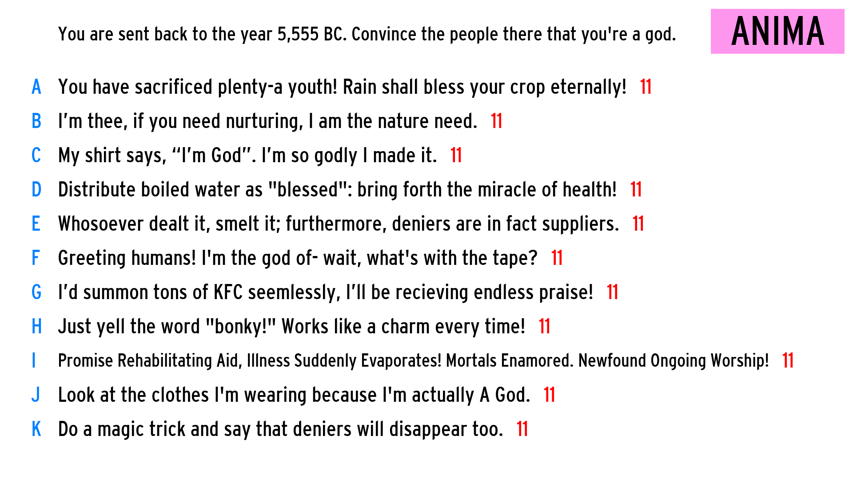 You are sent back to the year 5,555 BC. Convince the people there that you're a god.
ANIMA
A You have sacrificed plenty-a youth! Rain shall bless your crop eternally! 11
B I’m thee, if you need nurturing, I am the nature need. 11
C My shirt says, “I’m God”. I’m so godly I made it. 11
D Distribute boiled water as "blessed": bring forth the miracle of health! 11
E Whosoever dealt it, smelt it; furthermore, deniers are in fact suppliers. 11
F Greeting humans! I'm the god of- wait, what's with the tape? 11
G I’d summon tons of KFC seemlessly, I’ll be recieving endless praise! 11
H Just yell the word "bonky!" Works like a charm every time! 11
I Promise Rehabilitating Aid, Illness Suddenly Evaporates! Mortals Enamored. Newfound Ongoing Worship! 11
J Look at the clothes I'm wearing because I'm actually A God. 11
K Do a magic trick and say that deniers will disappear too. 11